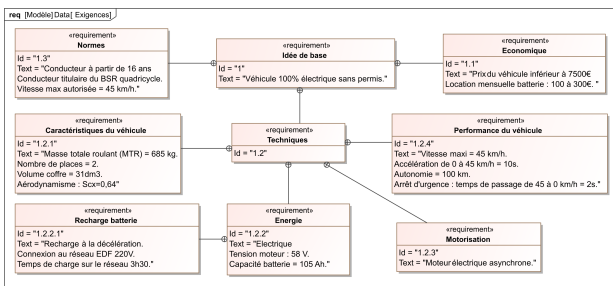 req [Modèle] Data[ Exigences]
«requirement»
Normes
Id = "1.3"
Text = "Conducteur à partir de 16 ans
Conducteur titulaire du BSR quadricycle.
Vitesse max autorisée = 45 km/h."
«requirement»
Idée de base
Id = "1"
Text = "Véhicule 100% électrique sans permis."
«requirement»
Economique
Id = "1.1"
Text = "Prix du véhicule inférieur à 7500€
Location mensuelle batterie : 100 à 300€. "
«requirement»
Caractéristiques du véhicule
Id = "1.2.1"
Text = "Masse totale roulant (MTR) = 685 kg.
Nombre de places = 2.
Volume coffre = 31dm3.
Aérodynamisme : Scx=0,64"
«requirement»
Techniques
Id = "1.2"
«requirement»
Performance du véhicule
Id = "1.2.4"
Text = "Vitesse maxi = 45 km/h.
Accélération de 0 à 45 km/h = 10s.
Autonomie = 100 km.
Arrêt d'urgence : temps de passage de 45 à 0 km/h = 2s."
«requirement»
Recharge batterie
Id = "1.2.2.1"
Text = "Recharge à la décélération.
Connexion au réseau EDF 220V.
Temps de charge sur le réseau 3h30."
«requirement»
Energie
Id = "1.2.2"
Text = "Electrique
Tension moteur : 58 V.
Capacité batterie = 105 Ah."
«requirement»
Motorisation
Id = "1.2.3"
Text = "Moteur électrique asynchrone."